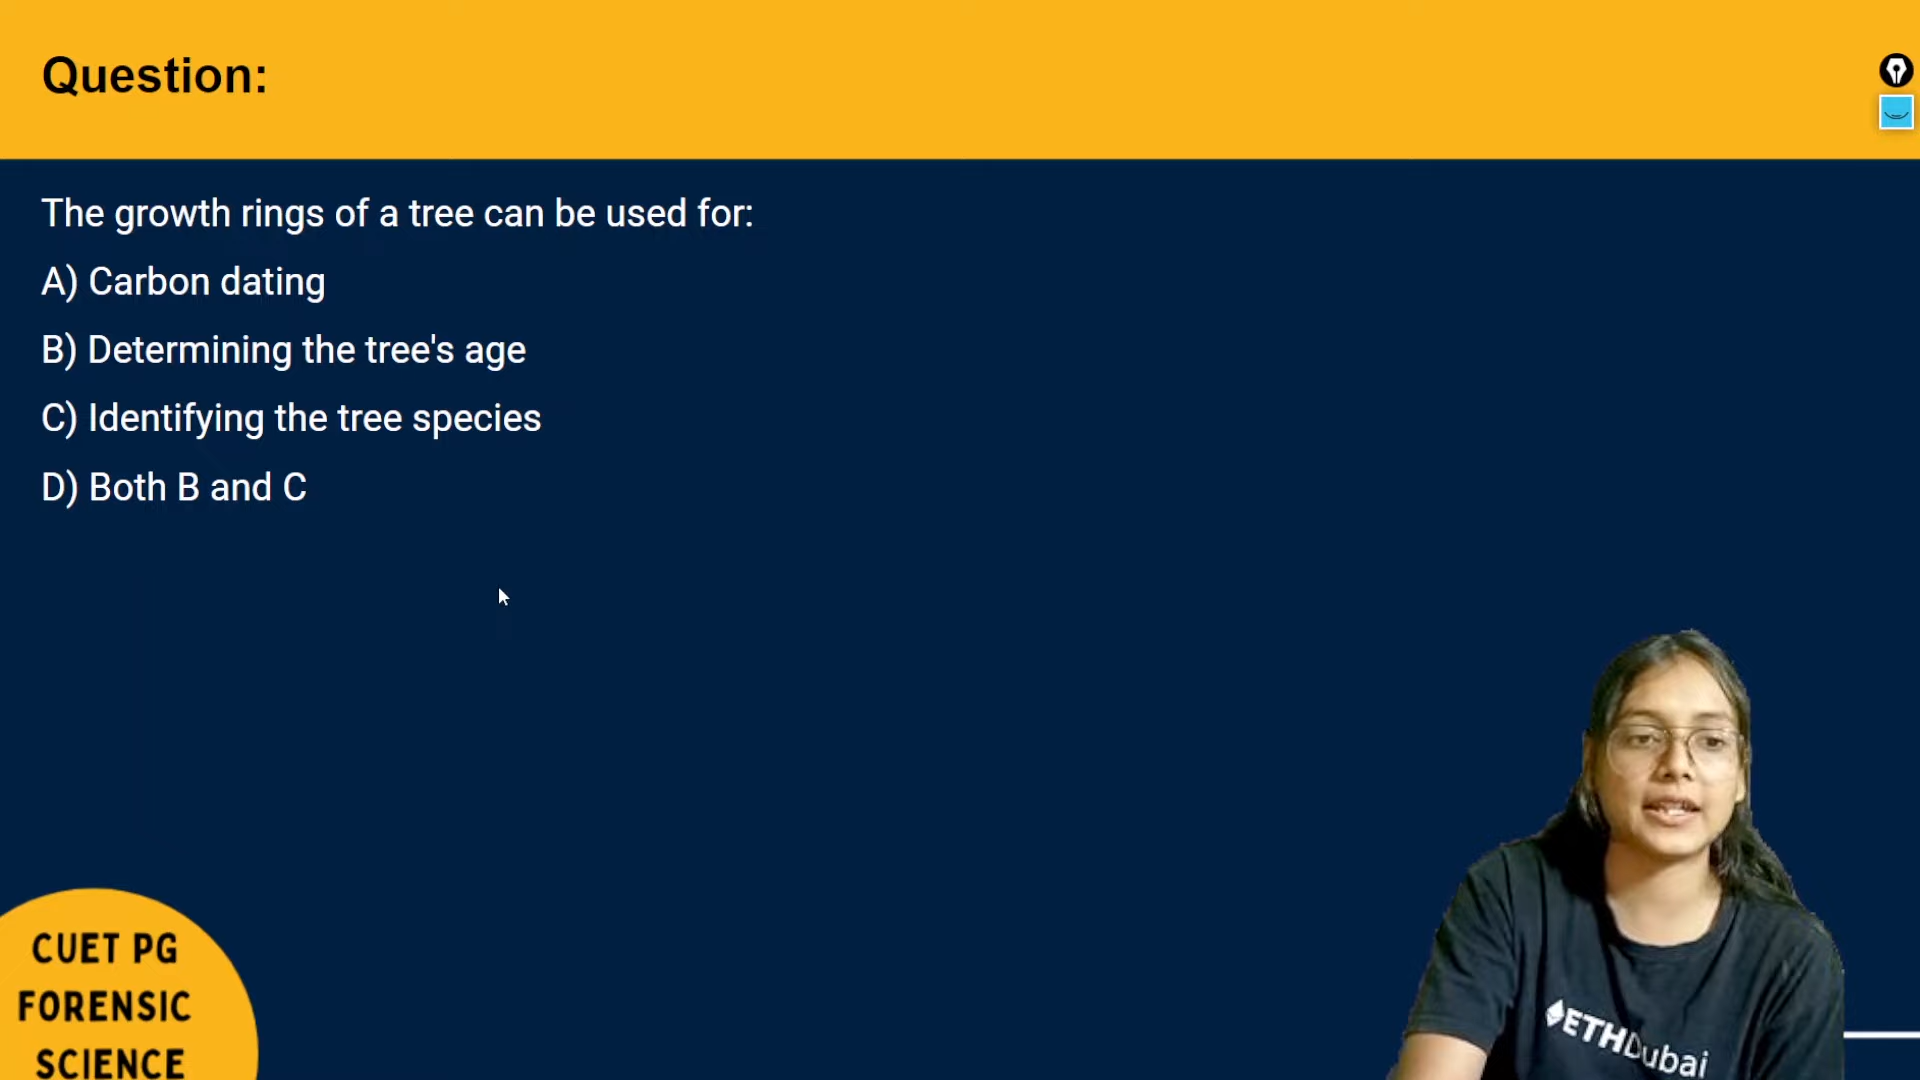 Question:
The growth rings of a tree can be used for:
A) Carbon dating
B) Determining the tree's age
C) Identifying the tree species
D) Both B and C
CUET PG
FORENSIC
SCIENCE
ETHDubai